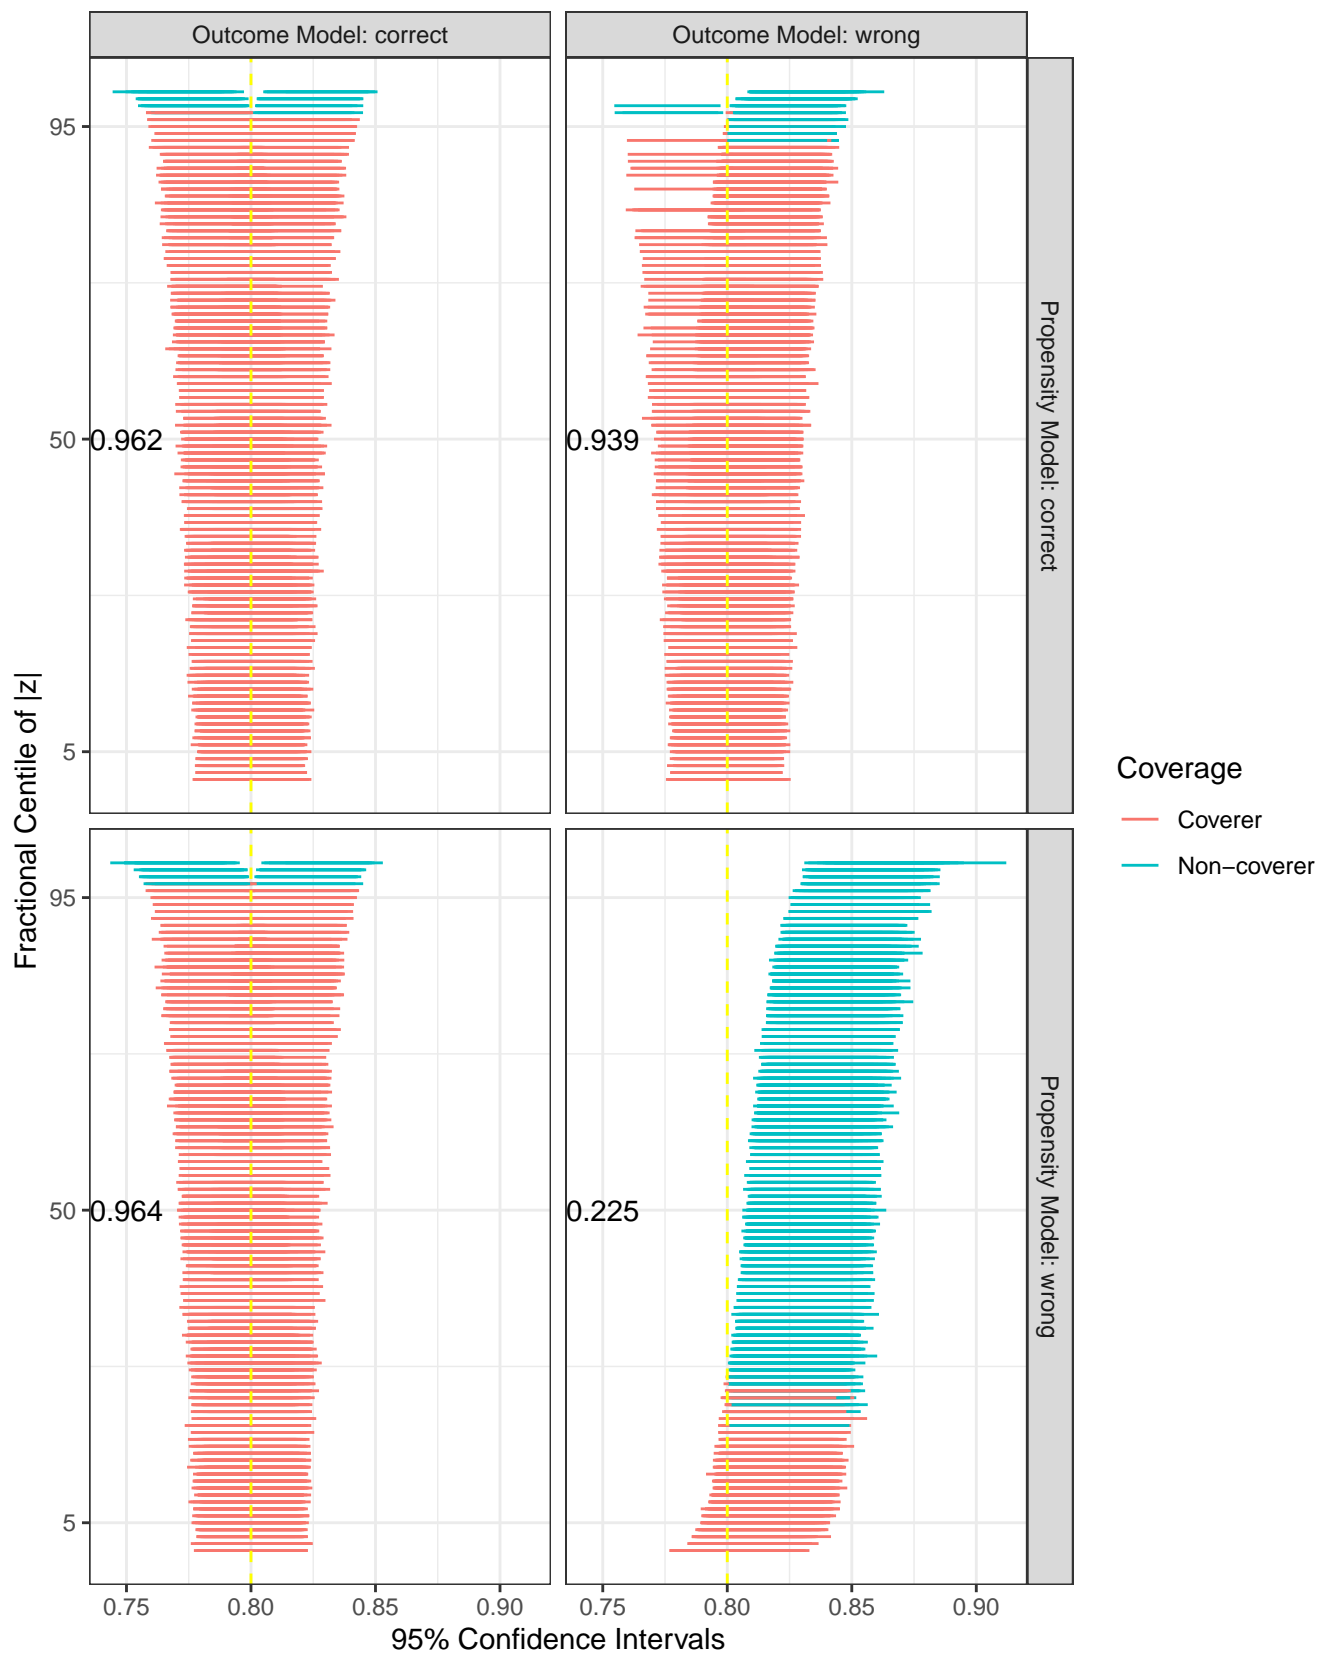 Outcome Model: correct
Outcome Model: wrong
95
50
5
0.962
0.939
Propensity Model: correct
95
50
5
0.964
0.225
Propensity Model: wrong
0.75
0.80
0.85
0.90
0.75
0.80
0.85
0.90
95% Confidence Intervals
Fractional Centile of |z|
Coverage
Coverer
Non−coverer